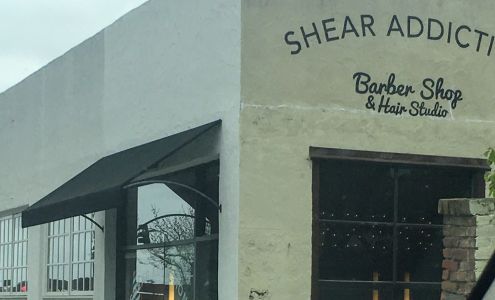 SHEAR ADDICTI
Barber Shop
& Hair Studio